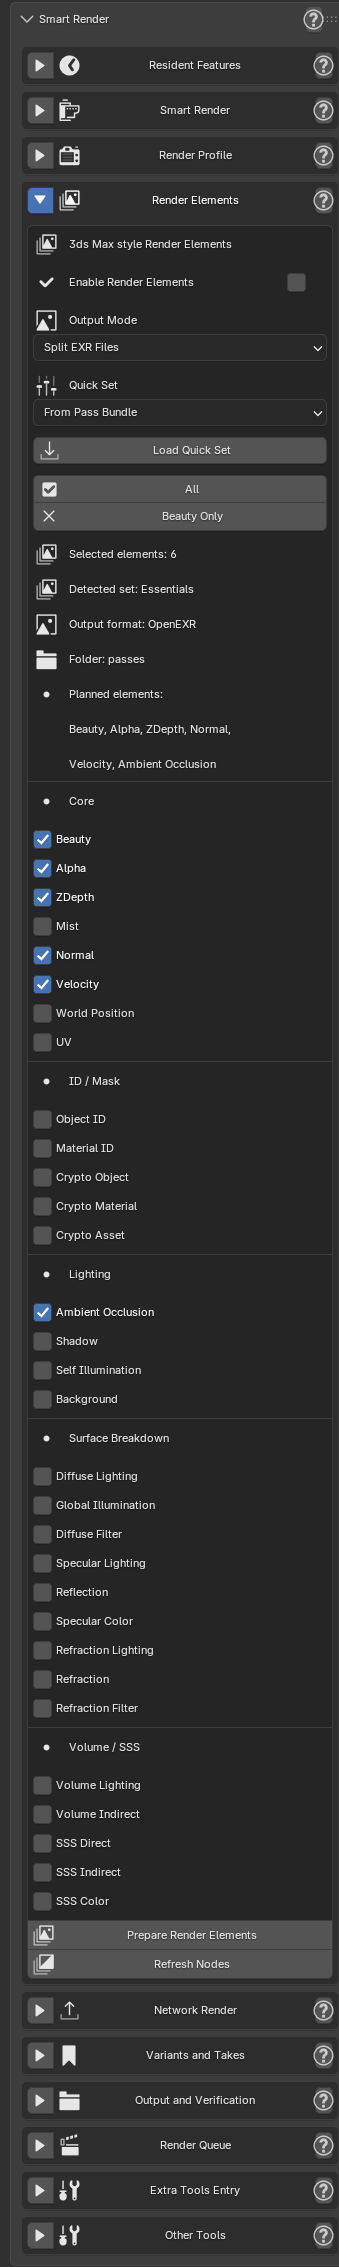 Smart Render
Resident Features
Smart Render
Render Profile
Render Elements
3ds Max style Render Elements
Enable Render Elements
Output Mode
Split EXR Files
Quick Set
From Pass Bundle
Load Quick Set
All
Beauty Only
Selected elements: 6
Detected set: Essentials
Output format: OpenEXR
Folder: passes
Planned elements:
Beauty, Alpha, ZDepth, Normal,
Velocity, Ambient Occlusion
Core
Beauty
Alpha
ZDepth
Mist
Normal
Velocity
World Position
UV
ID / Mask
Object ID
Material ID
Crypto Object
Crypto Material
Crypto Asset
Lighting
Ambient Occlusion
Shadow
Self Illumination
Background
Surface Breakdown
Diffuse Lighting
Global Illumination
Diffuse Filter
Specular Lighting
Reflection
Specular Color
Refraction Lighting
Refraction
Refraction Filter
Volume / SSS
Volume Lighting
Volume Indirect
SSS Direct
SSS Indirect
SSS Color
Prepare Render Elements
Refresh Nodes
Network Render
Variants and Takes
Output and Verification
Render Queue
Extra Tools Entry
Other Tools